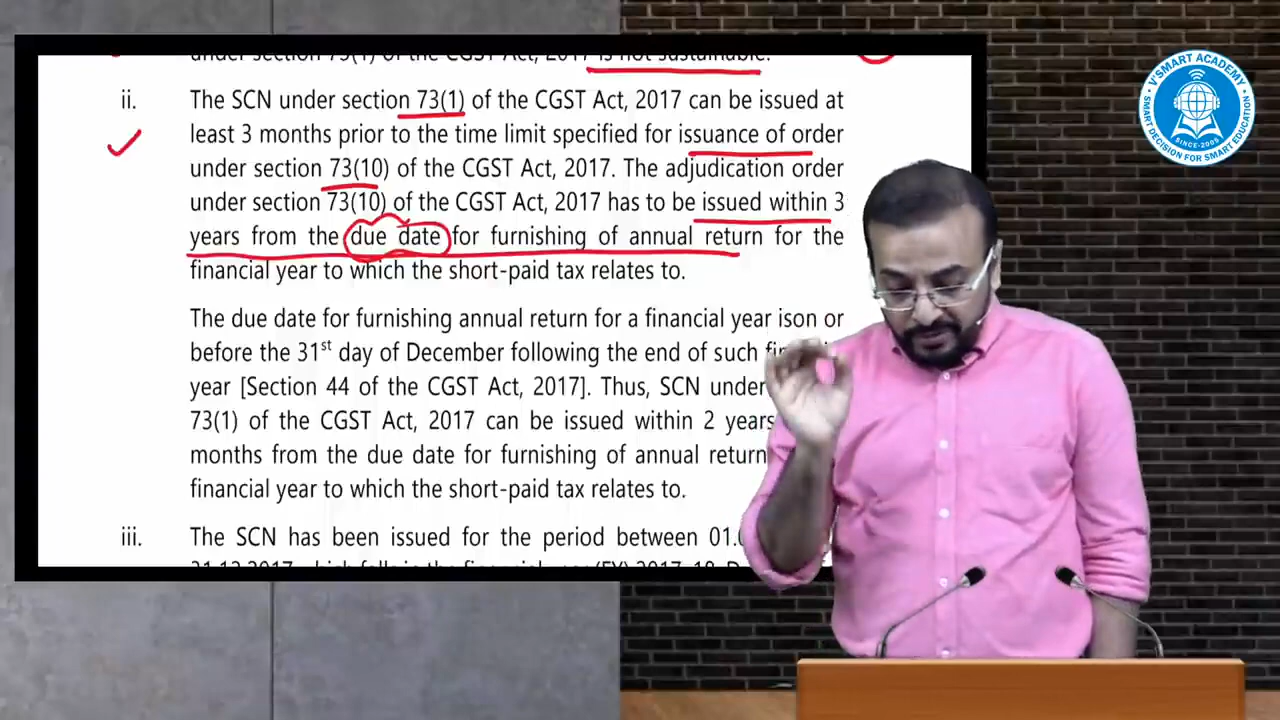 under section 73(1) of the CGST Act, 2017 is not sustainable.
ii. The SCN under section 73(1) of the CGST Act, 2017 can be issued at
least 3 months prior to the time limit specified for issuance of order
under section 73(10) of the CGST Act, 2017. The adjudication order
under section 73(10) of the CGST Act, 2017 has to be issued within 3
years from the due date for furnishing of annual return for the
financial year to which the short-paid tax relates to.
The due date for furnishing annual return for a financial year ison or
before the 31st day of December following the end of such
year [Section 44 of the CGST Act, 2017]. Thus, SCN under
73(1) of the CGST Act, 2017 can be issued within 2 years
months from the due date for furnishing of annual return
financial year to which the short-paid tax relates to.
iii. The SCN has been issued for the period between
V'SMART ACADEMY
SINCE-2005
SMART DECISION FOR SMART EDUCATION